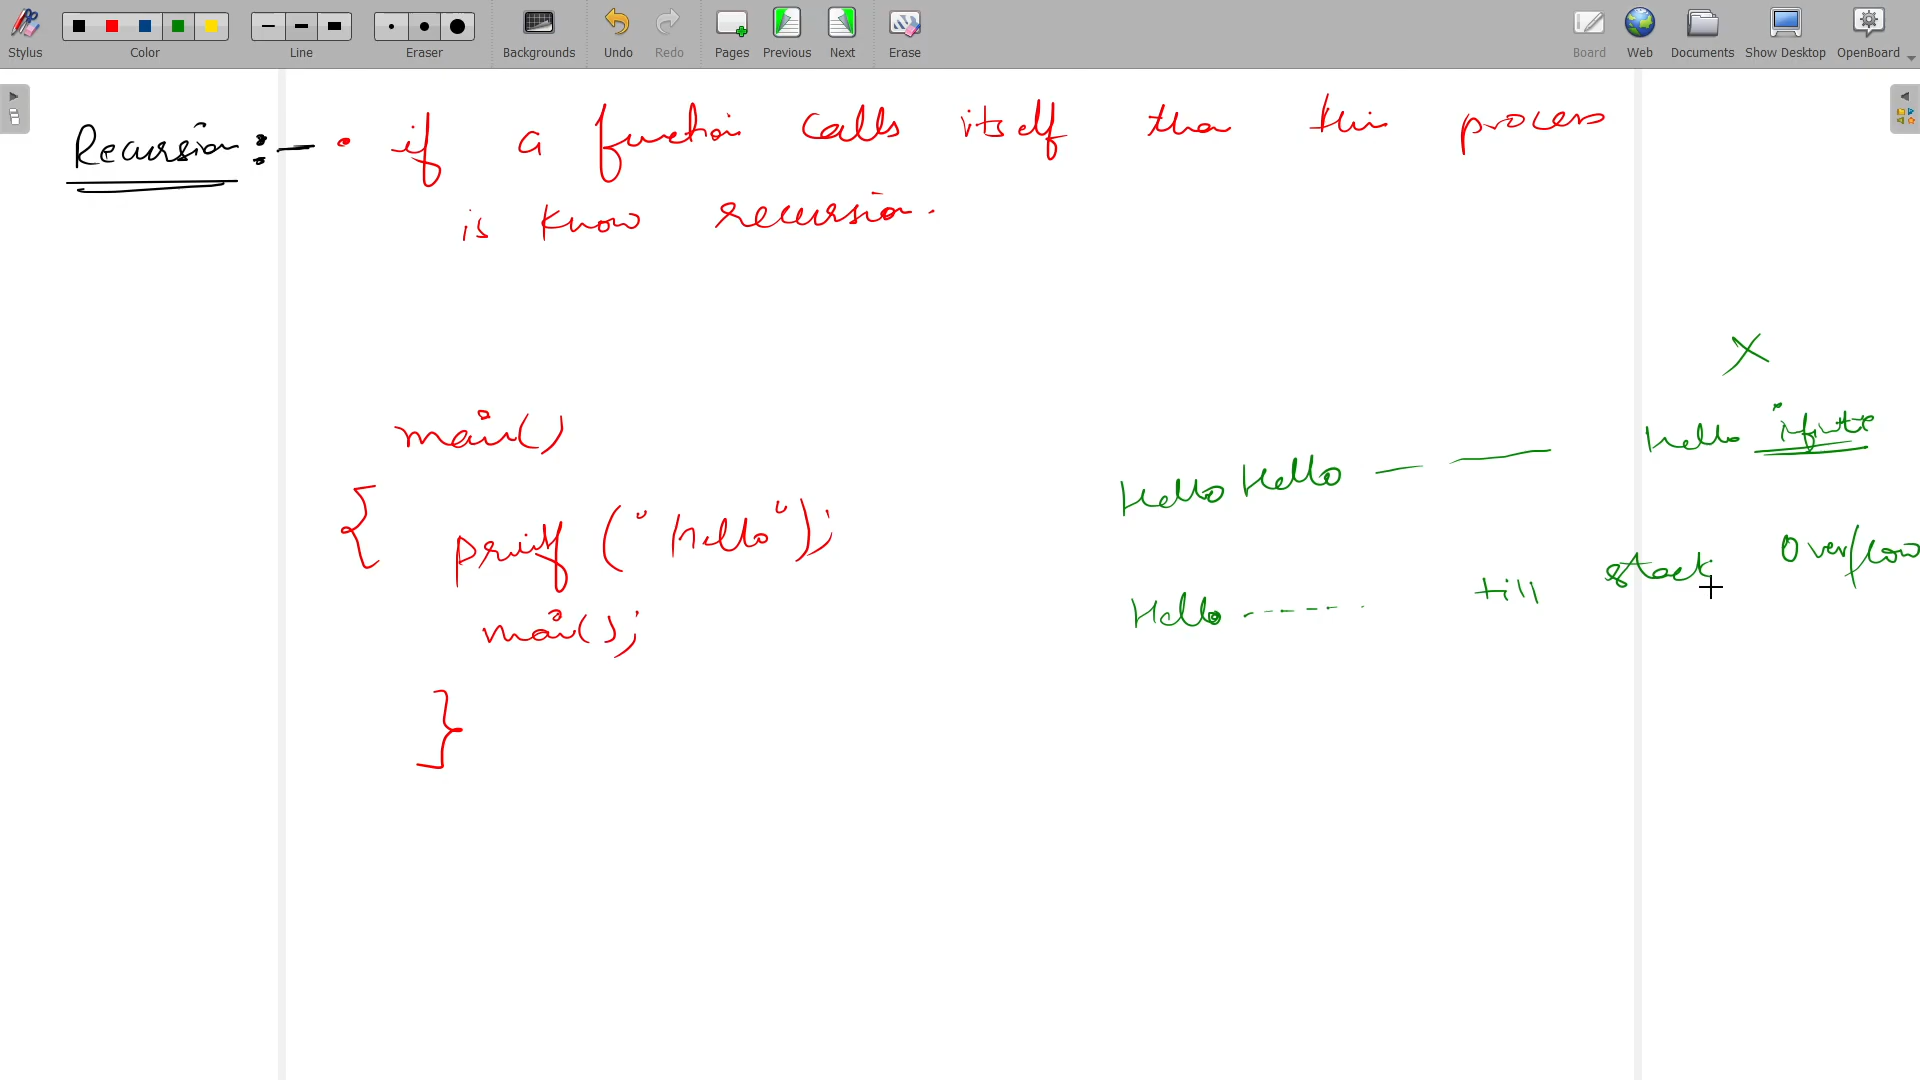 Stylus Color Line Eraser Backgrounds Undo Redo Pages Previous Next Erase Board Web Documents Show Desktop OpenBoard
Recursion :- • if a function calls itself than this process
is know recursion.
main()
{
printf ("hello");
main();
}
X
Hello Hello — — hello infinte
Hello ------ till stack Overflow